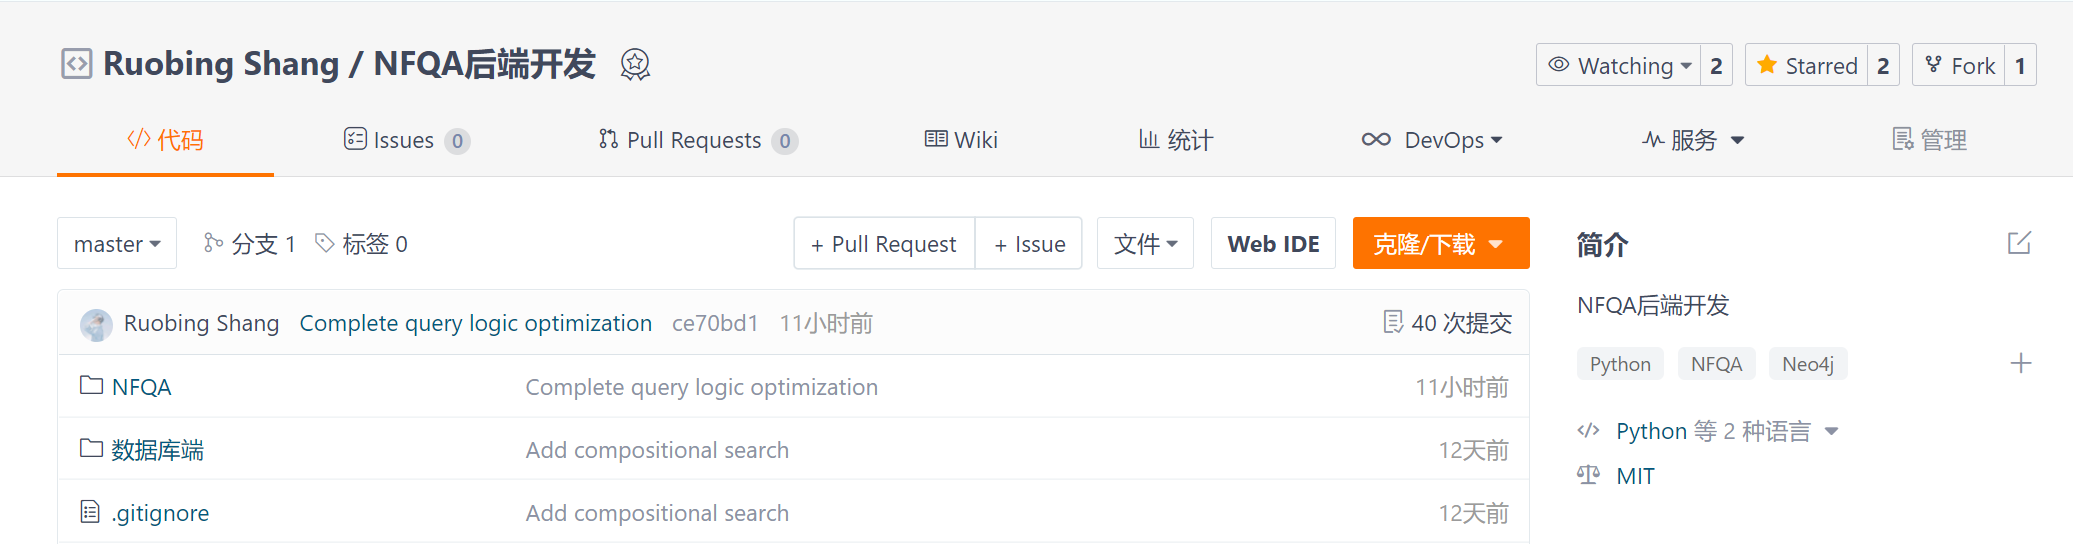 Ruobing Shang / NFQA后端开发
Watching 2 Starred 2 Fork 1
代码 Issues 0 Pull Requests 0 Wiki 统计 DevOps 服务 管理
master 分支 1 标签 0 + Pull Request + Issue 文件 Web IDE 克隆/下载
Ruobing Shang Complete query logic optimization ce70bd1 11小时前 40 次提交
NFQA Complete query logic optimization 11小时前
数据库端 Add compositional search 12天前
.gitignore Add compositional search 12天前
简介
NFQA后端开发
Python NFQA Neo4j
Python 等 2 种语言
MIT